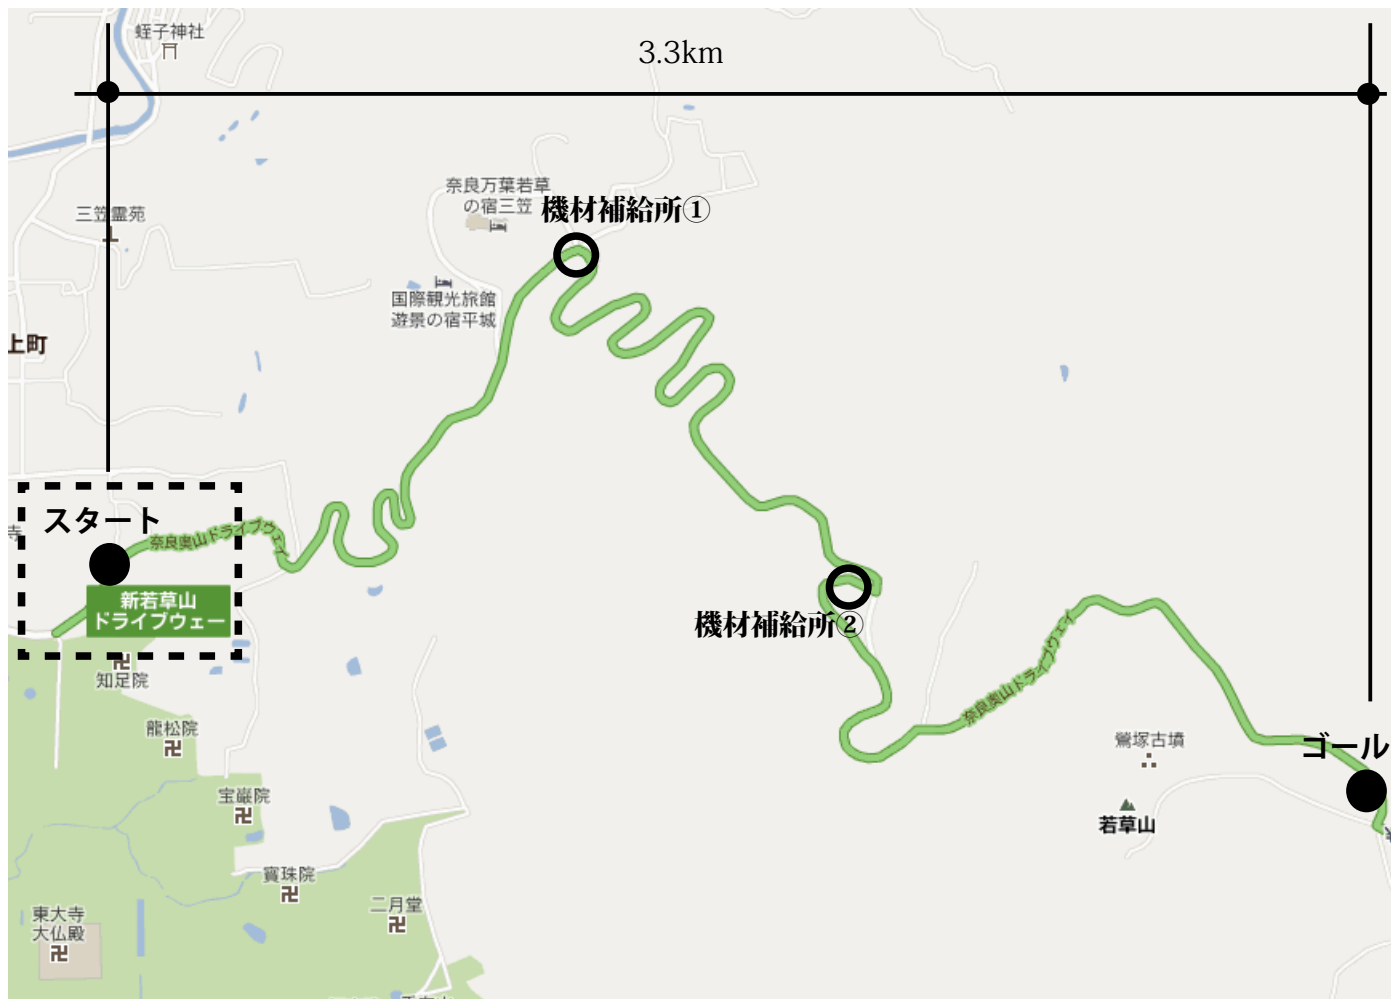 3.3km
蛭子神社
三笠霊苑
奈良万葉若草
の宿三笠
機材補給所①
国際観光旅館
遊景の宿平城
上町
寺
スタート
奈良奥山ドライブウェイ
新若草山
ドライブウェー
機材補給所②
知足院
奈良奥山ドライブウェイ
龍松院
鶯塚古墳
ゴール
宝厳院
若草山
寶珠院
二月堂
東大寺
大仏殿